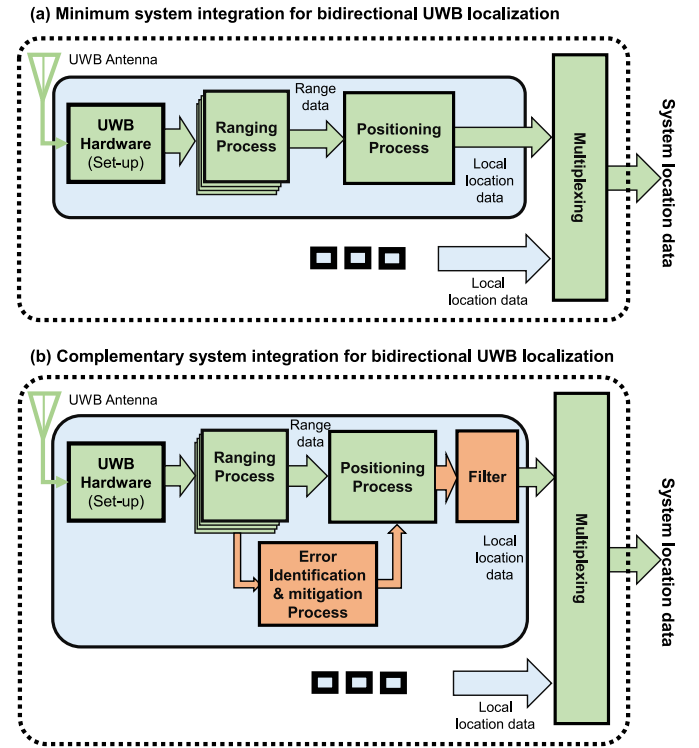 (a) Minimum system integration for bidirectional UWB localization
UWB Antenna
UWB
Hardware
(Set-up)
Ranging
Process
Range
data
Positioning
Process
Local
location
data
Multiplexing
System location data
Local
location data
(b) Complementary system integration for bidirectional UWB localization
UWB Antenna
UWB
Hardware
(Set-up)
Ranging
Process
Range
data
Positioning
Process
Filter
Error
Identification
& mitigation
Process
Local
location
data
Multiplexing
System location data
Local
location data